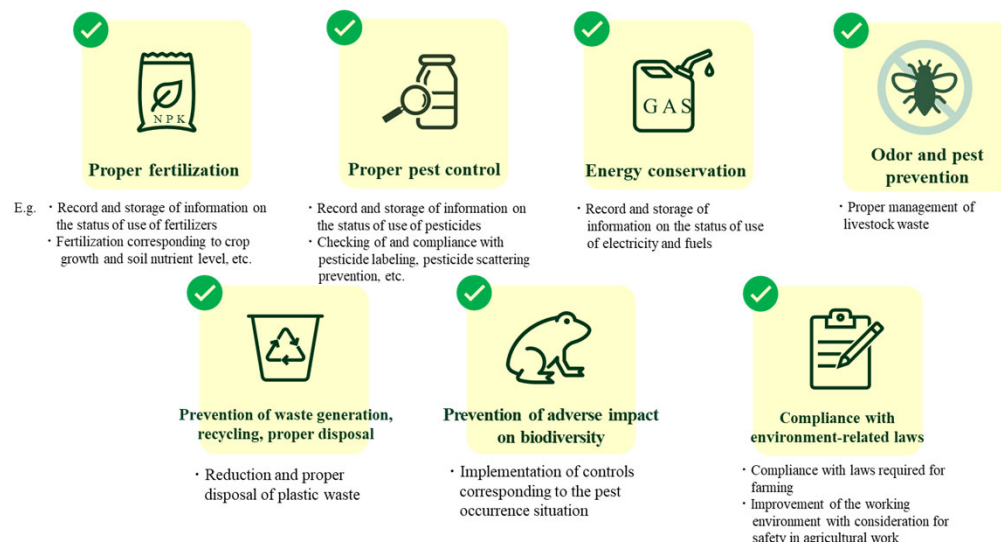 NPK
Proper fertilization
E.g. ・Record and storage of information on
the status of use of fertilizers
・Fertilization corresponding to crop
growth and soil nutrient level, etc.
Proper pest control
・Record and storage of information on
the status of use of pesticides
・Checking of and compliance with
pesticide labeling, pesticide scattering
prevention, etc.
GAS
Energy conservation
・Record and storage of
information on the status of use
of electricity and fuels
Odor and pest
prevention
・Proper management of
livestock waste
Prevention of waste generation,
recycling, proper disposal
・Reduction and proper
disposal of plastic waste
Prevention of adverse impact
on biodiversity
・Implementation of controls
corresponding to the pest
occurrence situation
Compliance with
environment-related laws
・Compliance with laws required for
farming
・Improvement of the working
environment with consideration for
safety in agricultural work